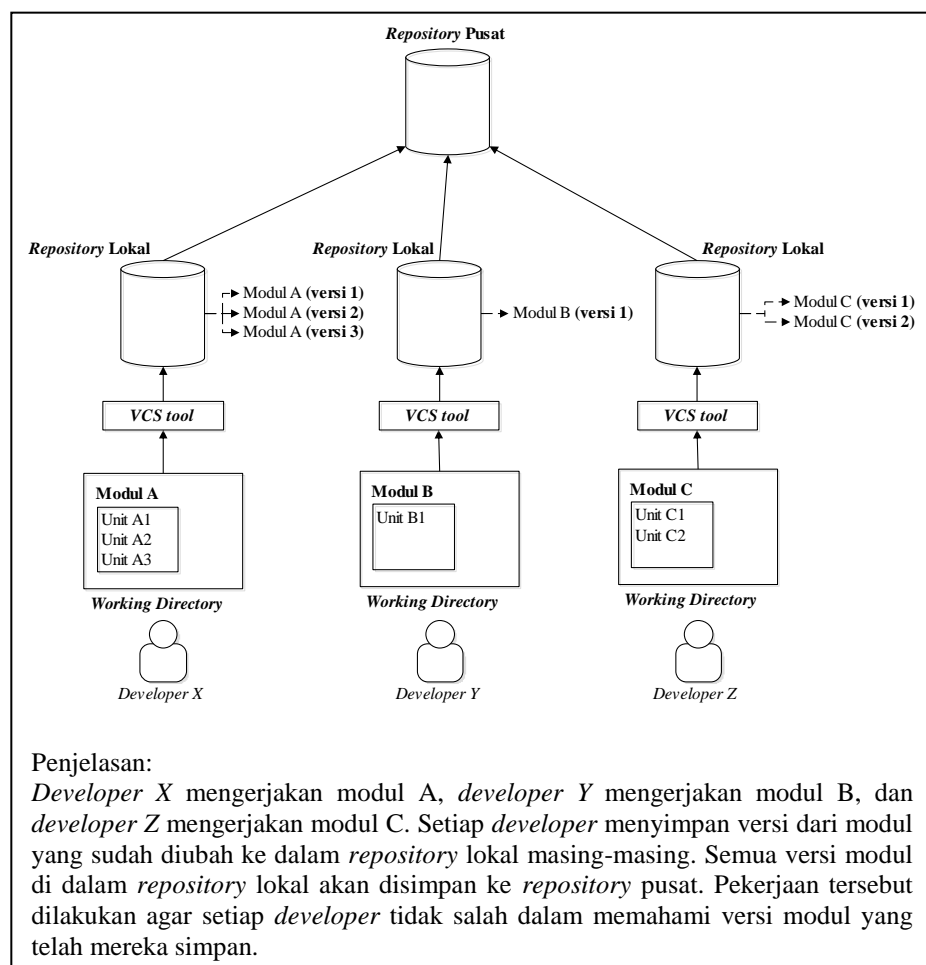 Repository Pusat
Repository Lokal
Repository Lokal
Repository Lokal
Modul A (versi 1)
Modul A (versi 2)
Modul A (versi 3)
Modul B (versi 1)
Modul C (versi 1)
Modul C (versi 2)
VCS tool
VCS tool
VCS tool
Modul A
Unit A1
Unit A2
Unit A3
Modul B
Unit B1
Modul C
Unit C1
Unit C2
Working Directory
Working Directory
Working Directory
Developer X
Developer Y
Developer Z
Penjelasan:
Developer X mengerjakan modul A, developer Y mengerjakan modul B, dan
developer Z mengerjakan modul C. Setiap developer menyimpan versi dari modul
yang sudah diubah ke dalam repository lokal masing-masing. Semua versi modul
di dalam repository lokal akan disimpan ke repository pusat. Pekerjaan tersebut
dilakukan agar setiap developer tidak salah dalam memahami versi modul yang
telah mereka simpan.